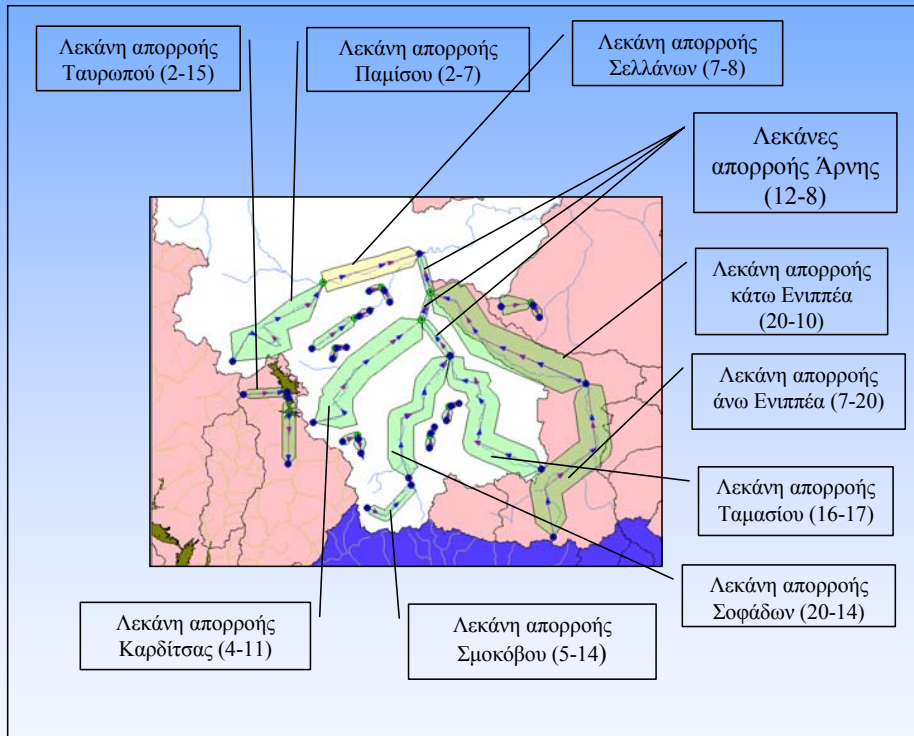 Λεκάνη απορροής
Ταυρωπού (2-15)
Λεκάνη απορροής
Παμίσου (2-7)
Λεκάνη απορροής
Σελλάνων (7-8)
Λεκάνες
απορροής Άρνης
(12-8)
Λεκάνη απορροής
κάτω Ενιππέα
(20-10)
Λεκάνη απορροής
άνω Ενιππέα (7-20)
Λεκάνη απορροής
Ταμασίου (16-17)
Λεκάνη απορροής
Σοφάδων (20-14)
Λεκάνη απορροής
Καρδίτσας (4-11)
Λεκάνη απορροής
Σμοκόβου (5-14)